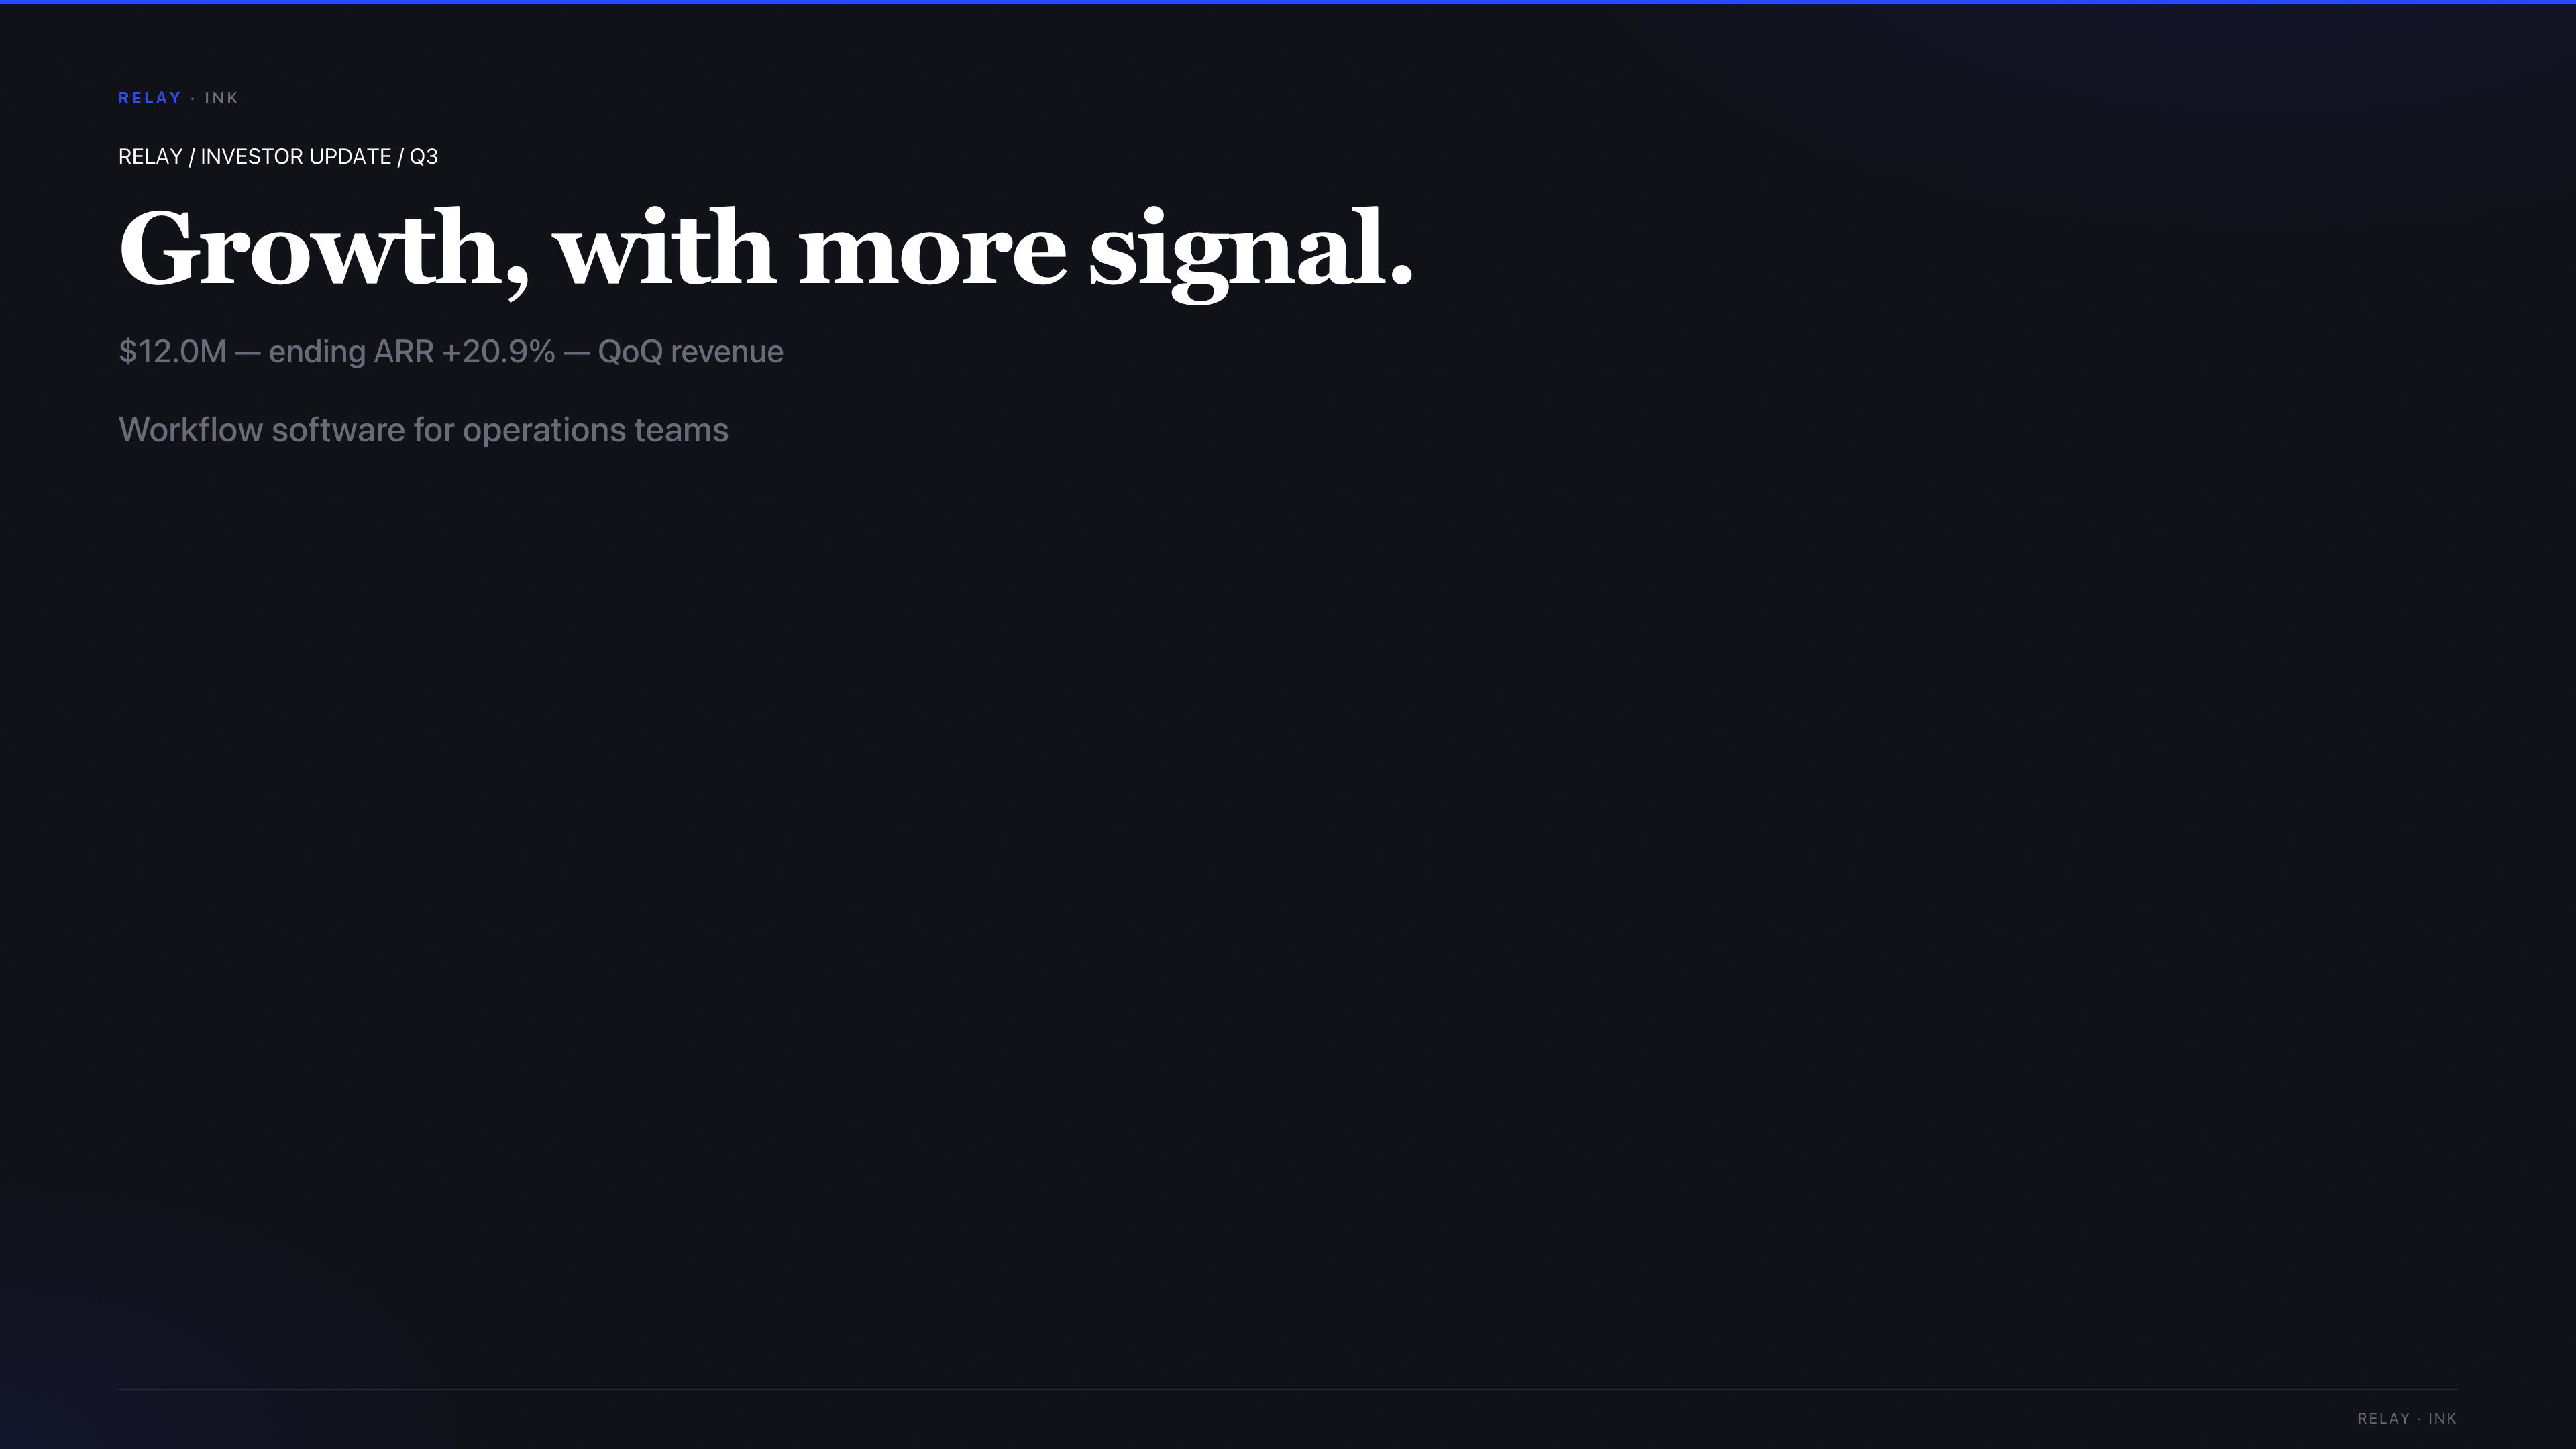 RELAY · INK
RELAY / INVESTOR UPDATE / Q3
Growth, with more signal.
$12.0M — ending ARR +20.9% — QoQ revenue
Workflow software for operations teams
RELAY · INK